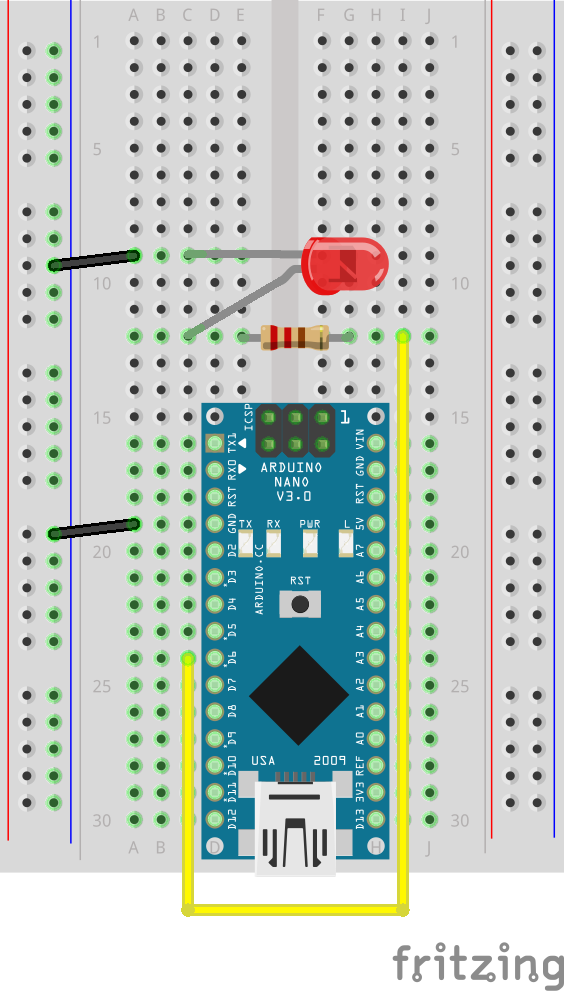 A B C D E F G H I J
1 1
5 5
10 10
15 15
ICSP 1
TX1 VIN
RX0 GND
ARDUINO
NANO
V3.0
RST RST
GND 5V
TX RX PWR L
20 20
D2 A7
D3 A6
ARDUINO.CC
RST
D4 A5
D5 A4
D6 A3
25 25
D7 A2
D8 A1
D9 A0
USA 2009
D10 REF
D11 3V3
30 30
D12 D13
A B D H J
fritzing